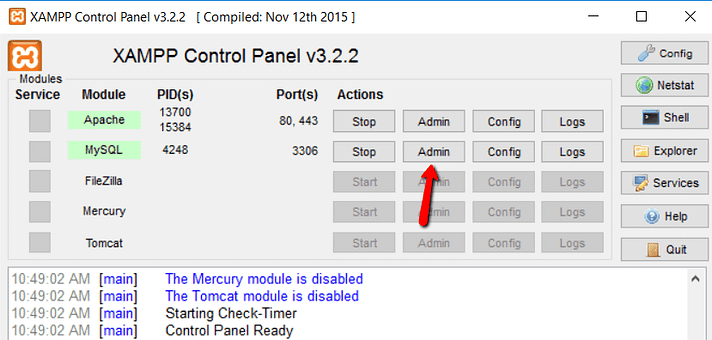 XAMPP Control Panel v3.2.2 [ Compiled: Nov 12th 2015 ]
XAMPP Control Panel v3.2.2
Config
Modules
Service Module PID(s) Port(s) Actions
Netstat
Apache 13700 15384 80, 443 Stop Admin Config Logs
Shell
MySQL 4248 3306 Stop Admin Config Logs
Explorer
FileZilla Start Admin Config Logs
Services
Mercury Start Admin Config Logs
Help
Tomcat Start Admin Config Logs
Quit
10:49:02 AM [main] The Mercury module is disabled
10:49:02 AM [main] The Tomcat module is disabled
10:49:02 AM [main] Starting Check-Timer
10:49:02 AM [main] Control Panel Ready